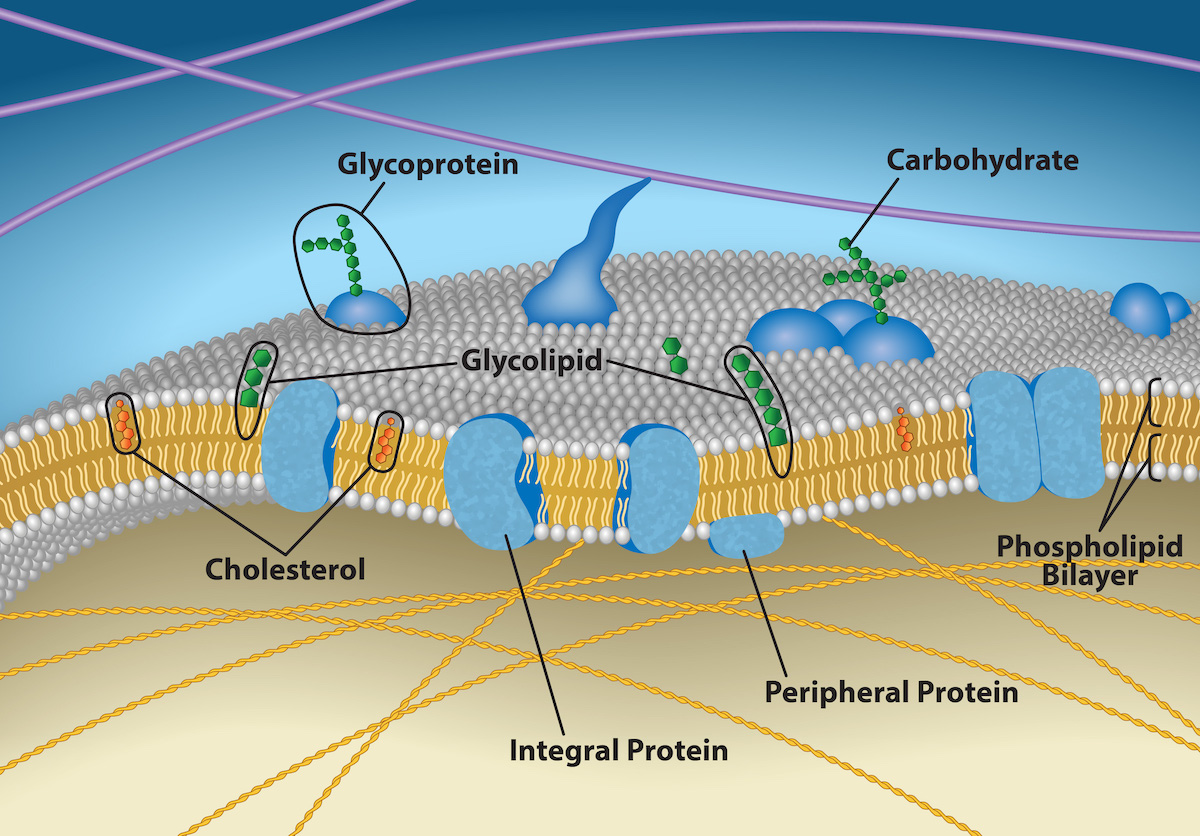 Glycoprotein
Carbohydrate
Glycolipid
Cholesterol
Phospholipid
Bilayer
Peripheral Protein
Integral Protein